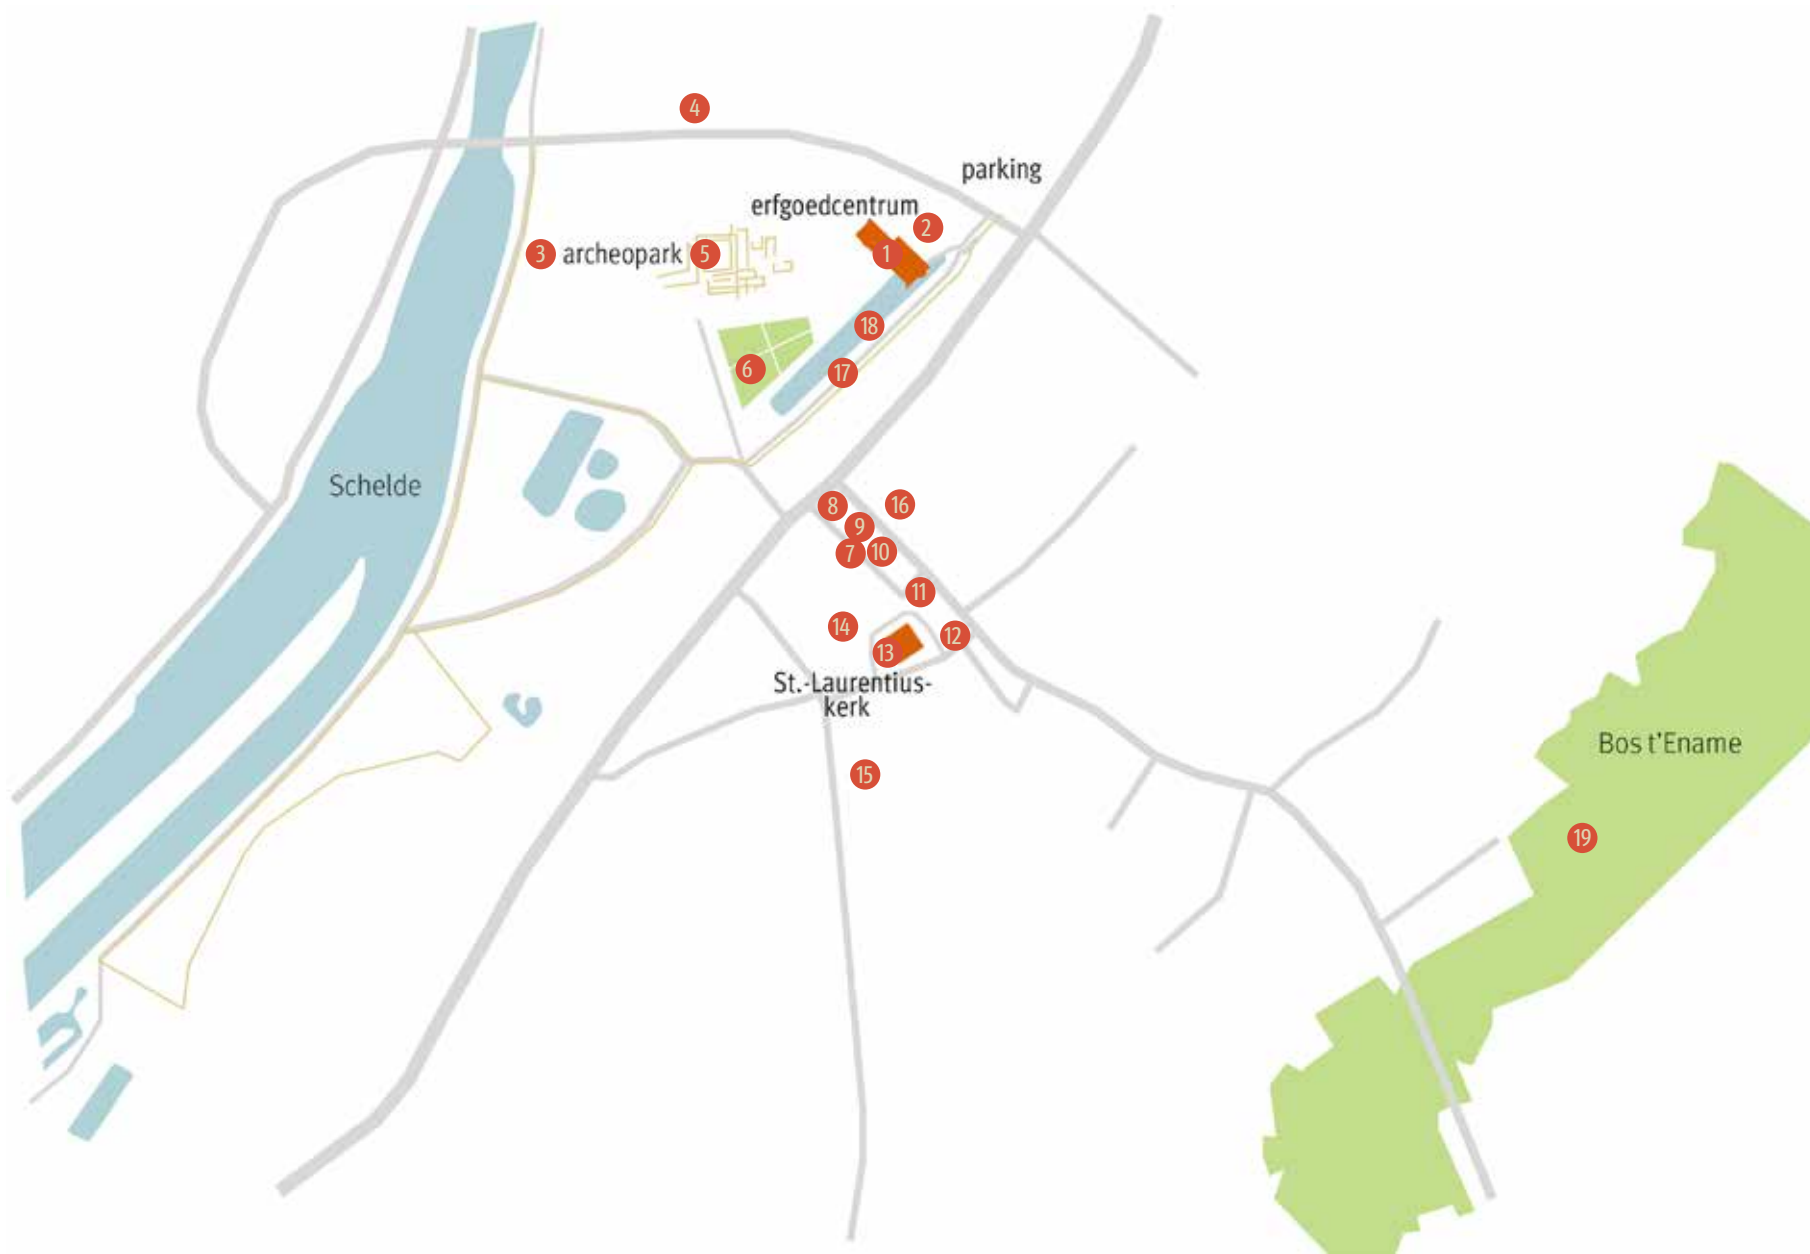 4
parking
erfgoedcentrum
2
3
archeopark
5
1
18
6
17
Schelde
8
16
9
7
10
11
14
12
13
St.-Laurentius-
kerk
Bos t'Ename
15
19